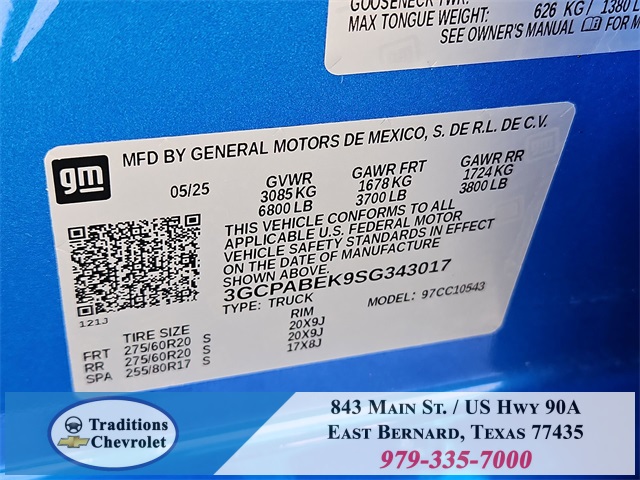 GOOSENECK TWR:
MAX TONGUE WEIGHT: 626 KG / 1380 L
SEE OWNER'S MANUAL FOR M
gm
MFD BY GENERAL MOTORS DE MEXICO, S. DE R.L. DE C.V.
05/25 GVWR GAWR FRT GAWR RR
3085 KG 1678 KG 1724 KG
6800 LB 3700 LB 3800 LB
THIS VEHICLE CONFORMS TO ALL
APPLICABLE U.S. FEDERAL MOTOR
VEHICLE SAFETY STANDARDS IN EFFECT
ON THE DATE OF MANUFACTURE
SHOWN ABOVE.
3GCPABEK9SG343017
TYPE: TRUCK MODEL: 97CC10543
121J
TIRE SIZE RIM
FRT 275/60R20 S 20X9J
RR 275/60R20 S 20X9J
SPA 255/80R17 S 17X8J
Traditions
Chevrolet
843 Main St. / US Hwy 90A
East Bernard, Texas 77435
979-335-7000